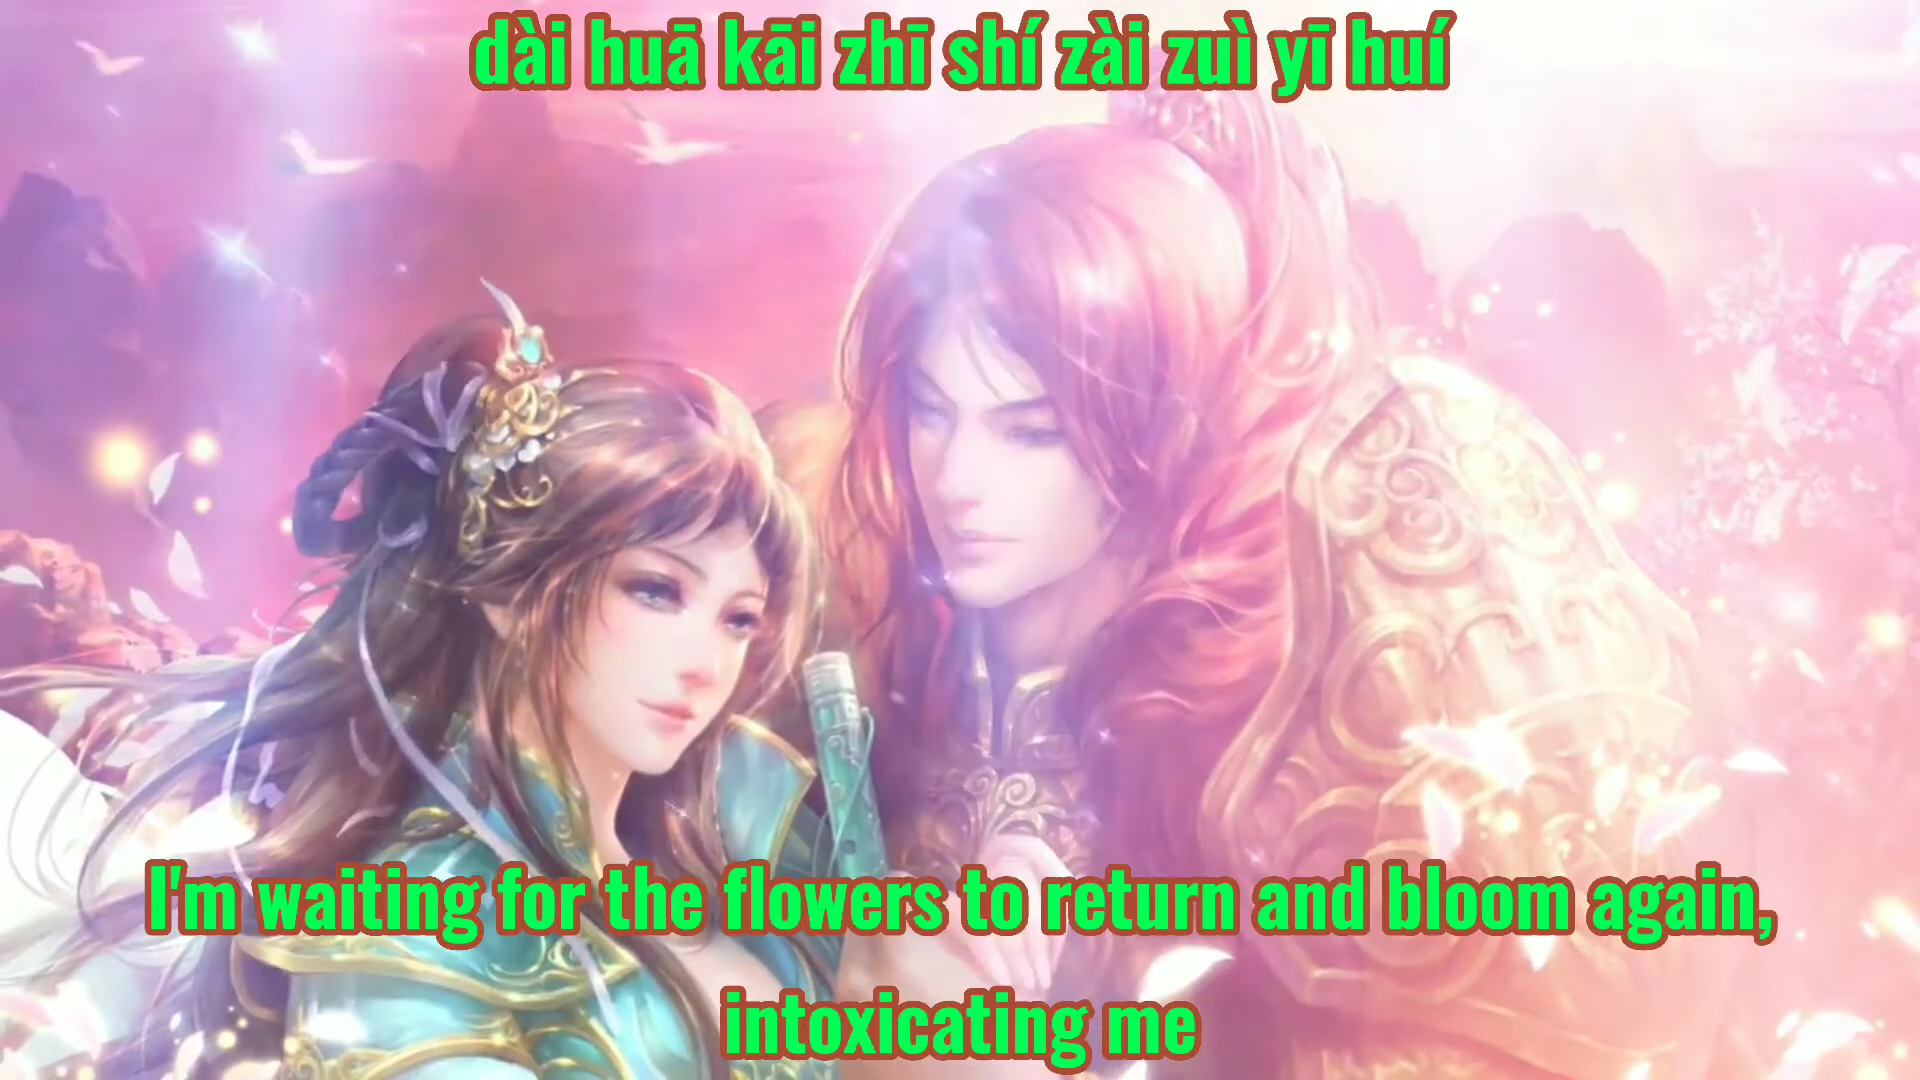 dài huā kāi zhī shí zài zuì yī huí
I'm waiting for the flowers to return and bloom again,
intoxicating me